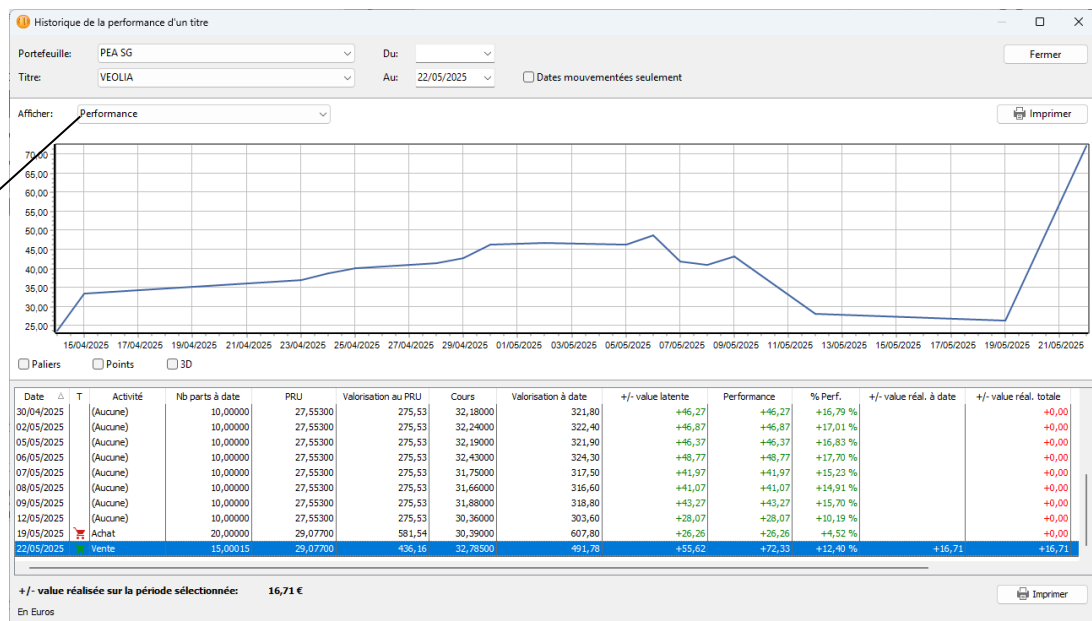 Historique de la performance d'un titre
Portefeuille: PEA SG Du: Fermer
Titre: VEOLIA Au: 22/05/2025 Dates mouvementées seulement
Afficher: Performance Imprimer
70,00
65,00
60,00
55,00
50,00
45,00
40,00
35,00
30,00
25,00
15/04/2025 17/04/2025 19/04/2025 21/04/2025 23/04/2025 25/04/2025 27/04/2025 29/04/2025 01/05/2025 03/05/2025 05/05/2025 07/05/2025 09/05/2025 11/05/2025 13/05/2025 15/05/2025 17/05/2025 19/05/2025 21/05/2025
Paliers Points 3D
Date T Activité Nb parts à date PRU Valorisation au PRU Cours Valorisation à date +/- value latente Performance % Perf. +/- value réal. à date +/- value réal. totale
30/04/2025 (Aucune) 10,00000 27,55300 275,53 32,18000 321,80 +46,27 +46,27 +16,79 % +0,00
02/05/2025 (Aucune) 10,00000 27,55300 275,53 32,24000 322,40 +46,87 +46,87 +17,01 % +0,00
05/05/2025 (Aucune) 10,00000 27,55300 275,53 32,19000 321,90 +46,37 +46,37 +16,83 % +0,00
06/05/2025 (Aucune) 10,00000 27,55300 275,53 32,43000 324,30 +48,77 +48,77 +17,70 % +0,00
07/05/2025 (Aucune) 10,00000 27,55300 275,53 31,75000 317,50 +41,97 +41,97 +15,23 % +0,00
08/05/2025 (Aucune) 10,00000 27,55300 275,53 31,66000 316,60 +41,07 +41,07 +14,91 % +0,00
09/05/2025 (Aucune) 10,00000 27,55300 275,53 31,88000 318,80 +43,27 +43,27 +15,70 % +0,00
12/05/2025 (Aucune) 10,00000 27,55300 275,53 30,36000 303,60 +28,07 +28,07 +10,19 % +0,00
19/05/2025 Achat 20,00000 29,07700 581,54 30,39000 607,80 +26,26 +26,26 +4,52 % +0,00
22/05/2025 Vente 15,00015 29,07700 436,16 32,78500 491,78 +55,62 +72,33 +12,40 % +16,71 +16,71
+/- value réalisée sur la période sélectionnée: 16,71 € Imprimer
En Euros